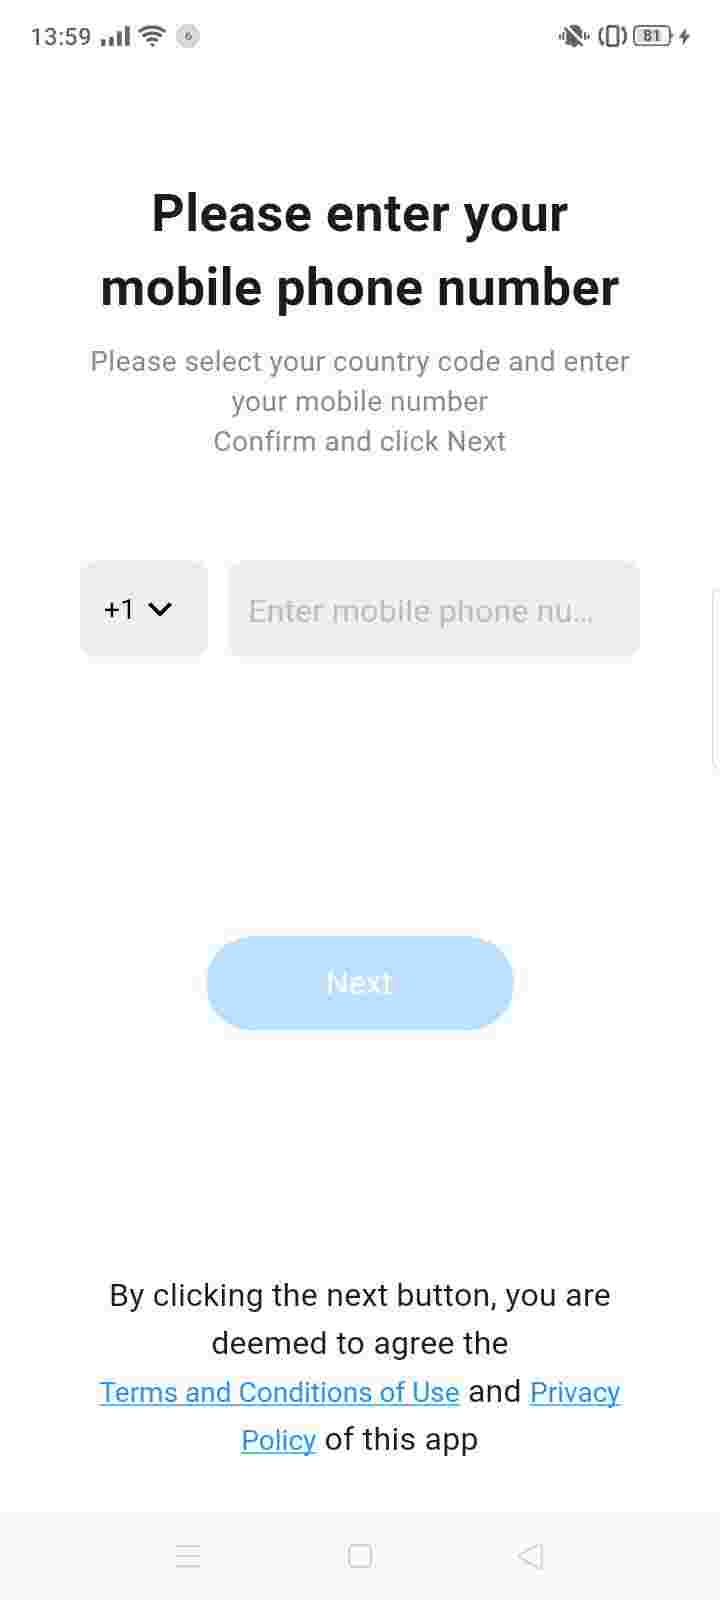 13:59 6 81
Please enter your
mobile phone number
Please select your country code and enter
your mobile number
Confirm and click Next
+1 Enter mobile phone nu...
Next
By clicking the next button, you are
deemed to agree the
Terms and Conditions of Use and Privacy
Policy of this app